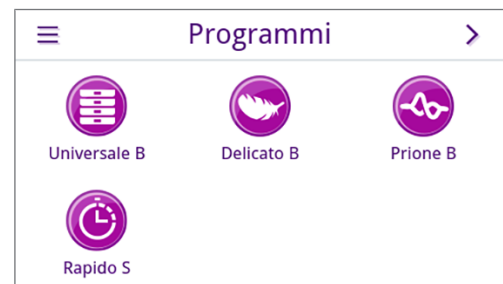 Programmi
Universale B
Delicato B
Prione B
Rapido S